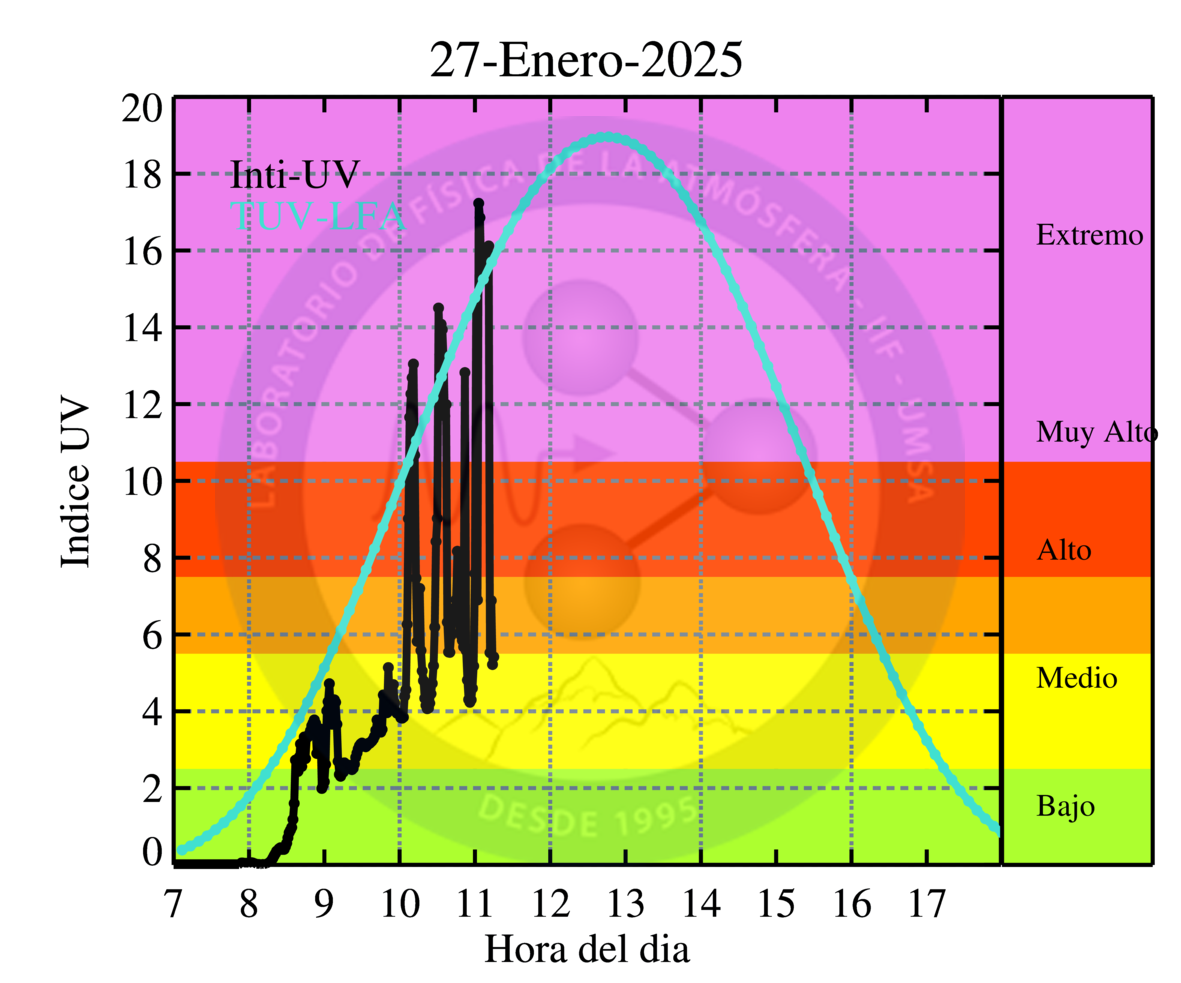 27-Enero-2025
Indice UV
20
18
16
14
12
10
8
6
4
2
0
Inti-UV
TUV-LFA
LABORATORIO DE FÍSICA DE LA ATMÓSFERA - IIF - UMSA
DESDE 1995
Extremo
Muy Alto
Alto
Medio
Bajo
7 8 9 10 11 12 13 14 15 16 17
Hora del dia